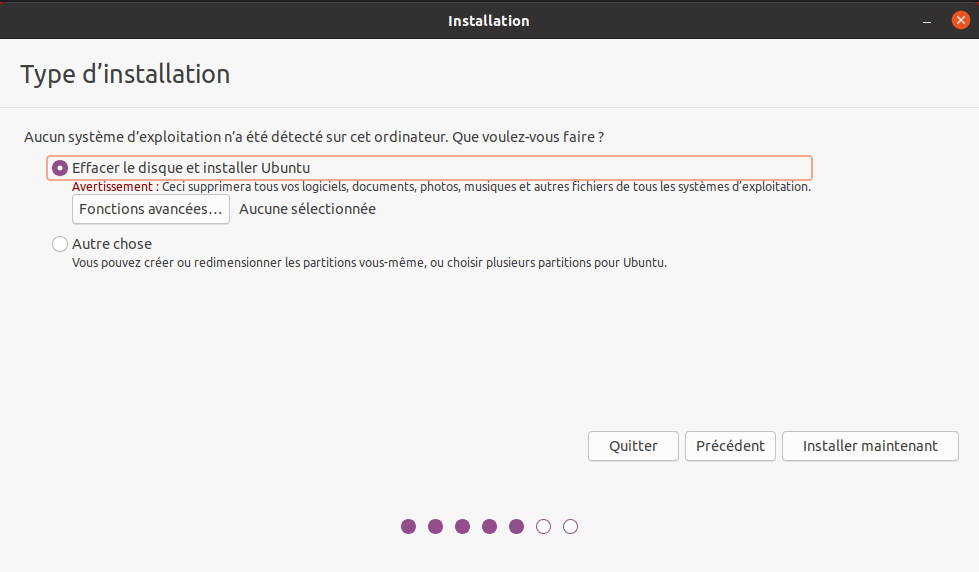 Installation
Type d’installation
Aucun système d’exploitation n’a été détecté sur cet ordinateur. Que voulez-vous faire ?
Effacer le disque et installer Ubuntu
Avertissement : Ceci supprimera tous vos logiciels, documents, photos, musiques et autres fichiers de tous les systèmes d’exploitation.
Fonctions avancées… Aucune sélectionnée
Autre chose
Vous pouvez créer ou redimensionner les partitions vous-même, ou choisir plusieurs partitions pour Ubuntu.
Quitter Précédent Installer maintenant